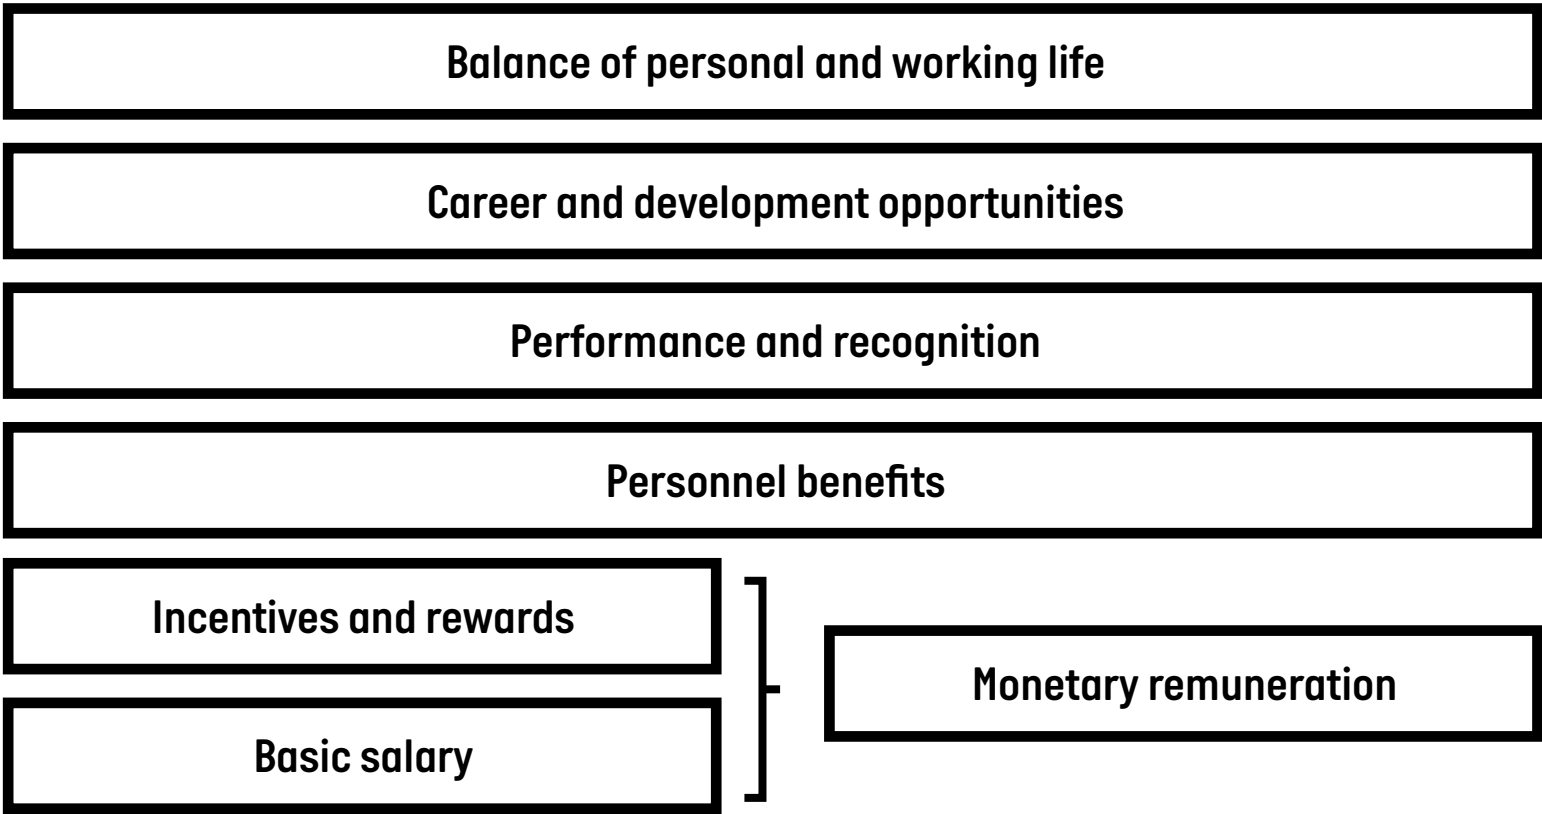 Balance of personal and working life
Career and development opportunities
Performance and recognition
Personnel benefits
Incentives and rewards
Monetary remuneration
Basic salary